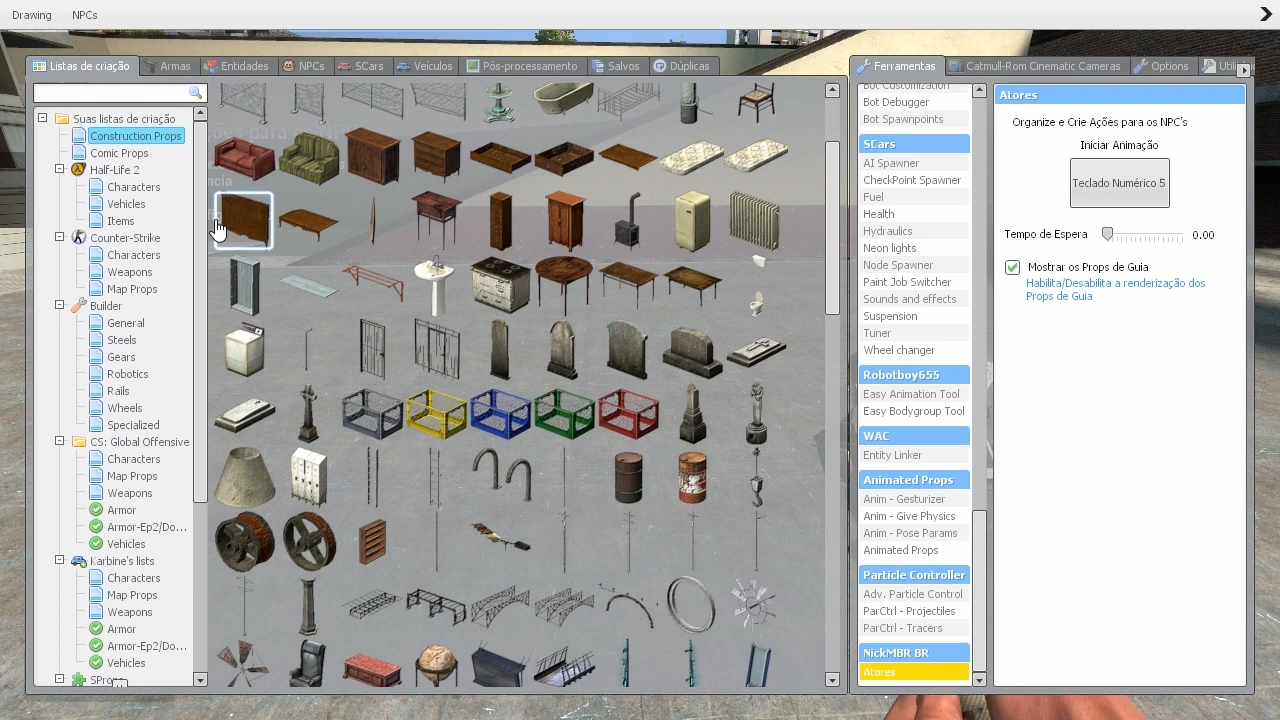 Drawing NPCs
Listas de criação Armas Entidades NPCs SCars Veículos Pós-processamento Salvos Dúplicas
Suas listas de criação
Construction Props
Comic Props
Half-Life 2
Characters
Vehicles
Items
Counter-Strike
Characters
Weapons
Map Props
Builder
General
Steels
Gears
Robotics
Rails
Wheels
Specialized
CS: Global Offensive
Characters
Map Props
Weapons
Armor
Armor-Ep2/Do...
Vehicles
Karbine's lists
Characters
Map Props
Weapons
Armor
Armor-Ep2/Do...
Vehicles
Ferramentas Catmull-Rom Cinematic Cameras Options
Bot Customization
Bot Debugger
Bot Spawnpoints
SCars
AI Spawner
CheckPoint Spawner
Fuel
Health
Hydraulics
Neon lights
Node Spawner
Paint Job Switcher
Sounds and effects
Suspension
Tuner
Wheel changer
Robotboy655
Easy Animation Tool
Easy Bodygroup Tool
WAC
Entity Linker
Animated Props
Anim - Gesturizer
Anim - Give Physics
Anim - Pose Params
Animated Props
Particle Controller
Adv. Particle Control
ParCtrl - Projectiles
ParCtrl - Tracers
NickMBR BR
Atores
Atores
Organize e Crie Ações para os NPC's
Iniciar Animação
Teclado Numérico 5
Tempo de Espera 0.00
Mostrar os Props de Guia
Habilita/Desabilita a renderização dos
Props de Guia